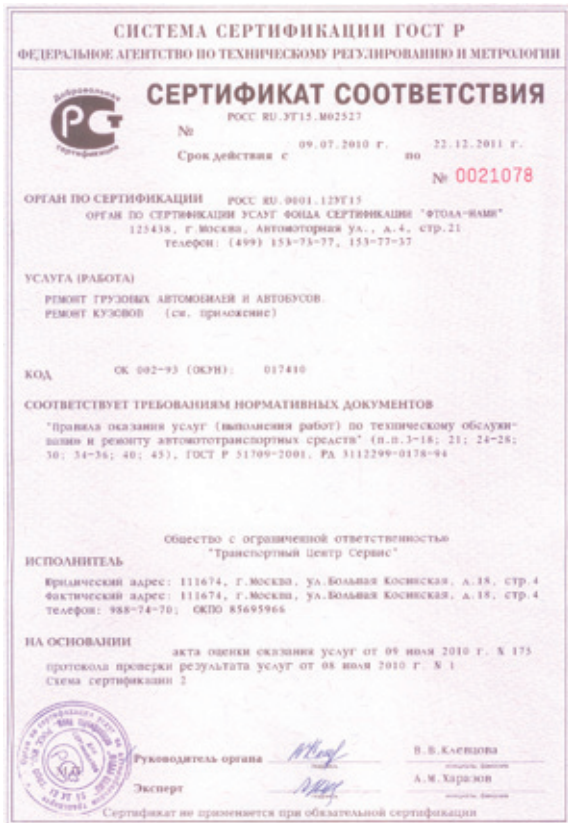 СИСТЕМА СЕРТИФИКАЦИИ ГОСТ Р
ФЕДЕРАЛЬНОЕ АГЕНТСТВО ПО ТЕХНИЧЕСКОМУ РЕГУЛИРОВАНИЮ И МЕТРОЛОГИИ
Добровольная
сертификация
СЕРТИФИКАТ СООТВЕТСТВИЯ
РОСС RU.УГ15.М02527
№
09.07.2010 г. 22.12.2011 г.
Срок действия с по
№ 0021078
ОРГАН ПО СЕРТИФИКАЦИИ РОСС RU.0001.12УГ15
ОРГАН ПО СЕРТИФИКАЦИИ УСЛУГ ФОНДА СЕРТИФИКАЦИИ "ФТОЛА-НАМИ"
125438, г.Москва, Автомоторная ул., д.4, стр.21
телефон: (499) 153-73-77, 153-77-37
УСЛУГА (РАБОТА)
РЕМОНТ ГРУЗОВЫХ АВТОМОБИЛЕЙ И АВТОБУСОВ.
РЕМОНТ КУЗОВОВ (см. приложение)
КОД ОК 002-93 (ОКУН): 017410
СООТВЕТСТВУЕТ ТРЕБОВАНИЯМ НОРМАТИВНЫХ ДОКУМЕНТОВ
"Правила оказания услуг (выполнения работ) по техническому обслужи-
ванию и ремонту автомототранспортных средств" (п.п.3-18; 21; 24-28;
30; 34-36; 40; 45), ГОСТ Р 51709-2001, РД 3112299-0178-94
Общество с ограниченной ответственностью
"Транспортный Центр Сервис"
ИСПОЛНИТЕЛЬ
Юридический адрес: 111674, г.Москва, ул.Большая Косинская, д.18, стр.4
Фактический адрес: 111674, г.Москва, ул.Большая Косинская, д.18, стр.4
телефон: 988-74-70; ОКПО 85695966
НА ОСНОВАНИИ
акта оценки оказания услуг от 09 июля 2010 г. N 175
протокола проверки результата услуг от 08 июля 2010 г. N 1
Схема сертификации 2
Руководитель органа В.В.Клевцова
Эксперт А.М.Харазов
Сертификат не применяется при обязательной сертификации